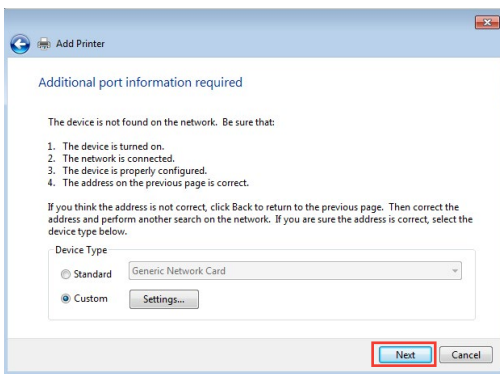 Add Printer
Additional port information required
The device is not found on the network. Be sure that:
1. The device is turned on.
2. The network is connected.
3. The device is properly configured.
4. The address on the previous page is correct.
If you think the address is not correct, click Back to return to the previous page. Then correct the
address and perform another search on the network. If you are sure the address is correct, select the
device type below.
Device Type
Standard
Generic Network Card
Custom
Settings...
Next
Cancel